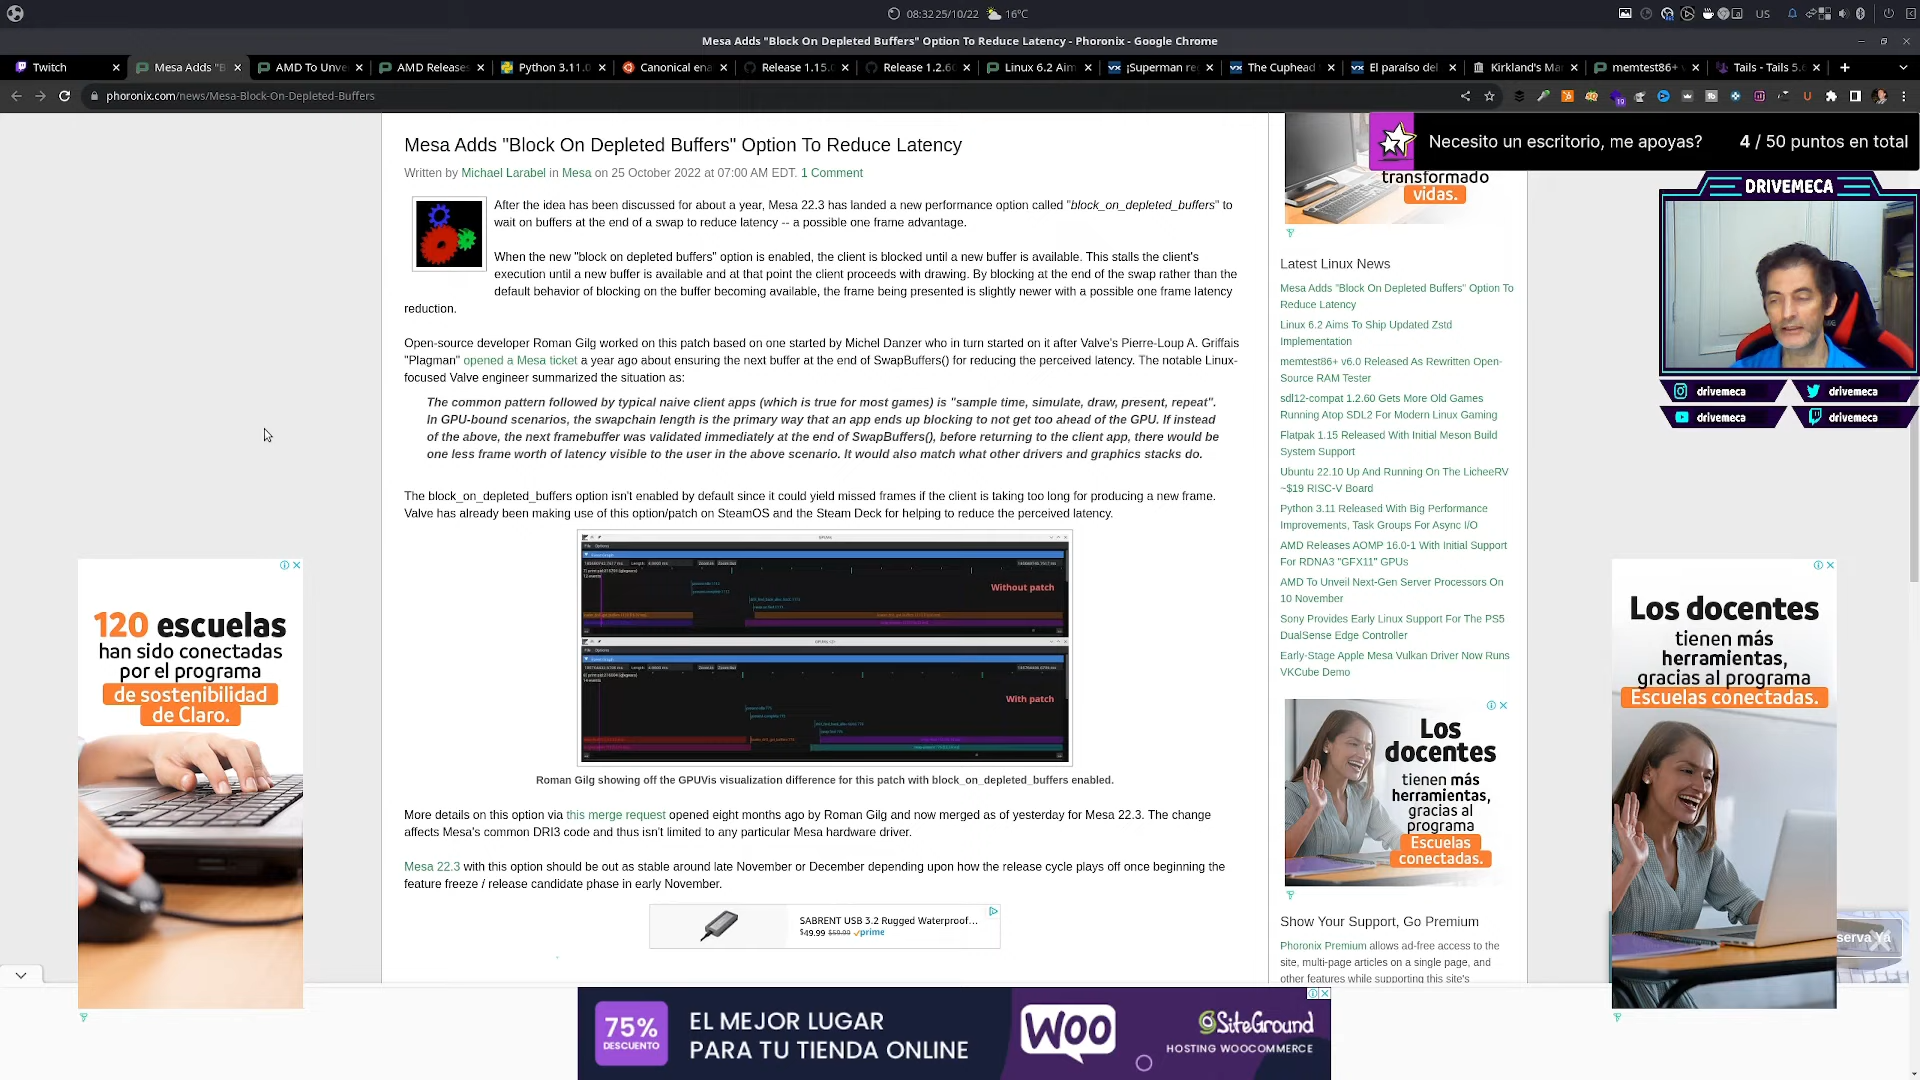 08:32 25/10/22
16°C
US
Mesa Adds "Block On Depleted Buffers" Option To Reduce Latency - Phoronix - Google Chrome
Twitch
Mesa Adds "B
AMD To Unve
AMD Releases
Python 3.11.0
Canonical ena
Release 1.15.0
Release 1.2.60
Linux 6.2 Aim
¡Superman re
The Cuphead
El paraíso del
Kirkland's Ma
memtest86+ v
Tails - Tails 5.
phoronix.com/news/Mesa-Block-On-Depleted-Buffers
Mesa Adds "Block On Depleted Buffers" Option To Reduce Latency
Written by Michael Larabel in Mesa on 25 October 2022 at 07:00 AM EDT. 1 Comment
After the idea has been discussed for about a year, Mesa 22.3 has landed a new performance option called "block_on_depleted_buffers" to
wait on buffers at the end of a swap to reduce latency -- a possible one frame advantage.
When the new "block on depleted buffers" option is enabled, the client is blocked until a new buffer is available. This stalls the client's
execution until a new buffer is available and at that point the client proceeds with drawing. By blocking at the end of the swap rather than the
default behavior of blocking on the buffer becoming available, the frame being presented is slightly newer with a possible one frame latency
reduction.
Open-source developer Roman Gilg worked on this patch based on one started by Michel Danzer who in turn started on it after Valve's Pierre-Loup A. Griffais
"Plagman" opened a Mesa ticket a year ago about ensuring the next buffer at the end of SwapBuffers() for reducing the perceived latency. The notable Linux-
focused Valve engineer summarized the situation as:
The common pattern followed by typical naive client apps (which is true for most games) is "sample time, simulate, draw, present, repeat".
In GPU-bound scenarios, the swapchain length is the primary way that an app ends up blocking to not get too ahead of the GPU. If instead
of the above, the next framebuffer was validated immediately at the end of SwapBuffers(), before returning to the client app, there would be
one less frame worth of latency visible to the user in the above scenario. It would also match what other drivers and graphics stacks do.
The block_on_depleted_buffers option isn't enabled by default since it could yield missed frames if the client is taking too long for producing a new frame.
Valve has already been making use of this option/patch on SteamOS and the Steam Deck for helping to reduce the perceived latency.
Without patch
With patch
Roman Gilg showing off the GPUVis visualization difference for this patch with block_on_depleted_buffers enabled.
More details on this option via this merge request opened eight months ago by Roman Gilg and now merged as of yesterday for Mesa 22.3. The change
affects Mesa's common DRI3 code and thus isn't limited to any particular Mesa hardware driver.
Mesa 22.3 with this option should be out as stable around late November or December depending upon how the release cycle plays off once beginning the
feature freeze / release candidate phase in early November.
SABRENT USB 3.2 Rugged Waterproof...
$49.99 $59.99 prime
Necesito un escritorio, me apoyas? 4 / 50 puntos en total
DRIVEMECA
drivemeca
drivemeca
drivemeca
drivemeca
transformado
vidas.
Latest Linux News
Mesa Adds "Block On Depleted Buffers" Option To
Reduce Latency
Linux 6.2 Aims To Ship Updated Zstd
Implementation
memtest86+ v6.0 Released As Rewritten Open-
Source RAM Tester
sdl12-compat 1.2.60 Gets More Old Games
Running Atop SDL2 For Modern Linux Gaming
Flatpak 1.15 Released With Initial Meson Build
System Support
Ubuntu 22.10 Up And Running On The LicheeRV
~$19 RISC-V Board
Python 3.11 Released With Big Performance
Improvements, Task Groups For Async I/O
AMD Releases AOMP 16.0-1 With Initial Support
For RDNA3 "GFX11" GPUs
AMD To Unveil Next-Gen Server Processors On
10 November
Sony Provides Early Linux Support For The PS5
DualSense Edge Controller
Early-Stage Apple Mesa Vulkan Driver Now Runs
VKCube Demo
Los
docentes
tienen más
herramientas,
gracias al
programa
Escuelas
conectadas.
Show Your Support, Go Premium
Phoronix Premium allows ad-free access to the
site, multi-page articles on a single page, and
other features while supporting this site's
120 escuelas
han sido conectadas
por el programa
de sostenibilidad
de Claro.
Los docentes
tienen más
herramientas,
gracias al programa
Escuelas conectadas.
serva Ya
75%
DESCUENTO
EL MEJOR LUGAR
PARA TU TIENDA ONLINE
WOO
SiteGround
HOSTING WOOCOMMERCE